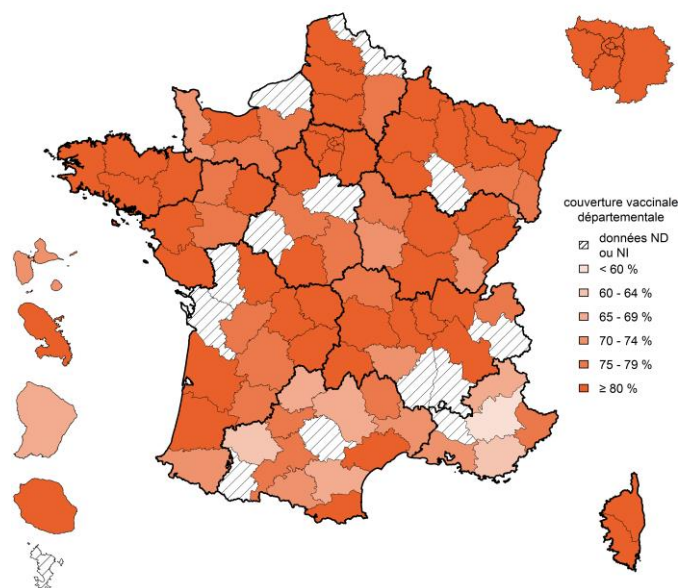 couverture vaccinale
départementale
données ND
ou NI
< 60 %
60 - 64 %
65 - 69 %
70 - 74 %
75 - 79 %
≥ 80 %